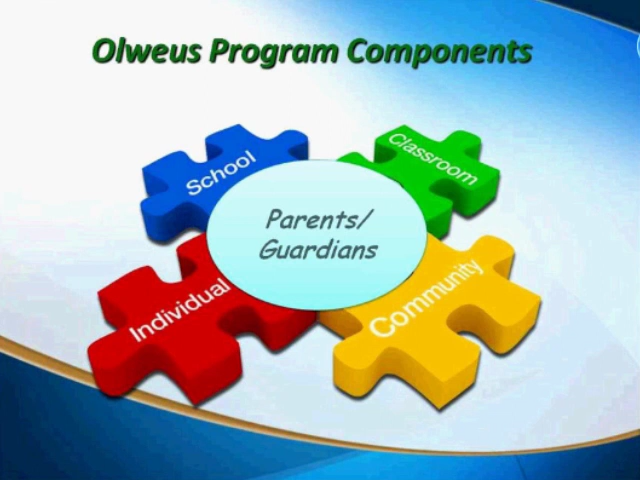 Olweus Program Components
School
Classroom
Parents/
Guardians
Individual
Community